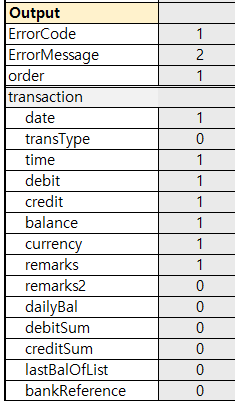 Output
ErrorCode 1
ErrorMessage 2
order 1
transaction
date 1
transType 0
time 1
debit 1
credit 1
balance 1
currency 1
remarks 1
remarks2 0
dailyBal 0
debitSum 0
creditSum 0
lastBalOfList 0
bankReference 0